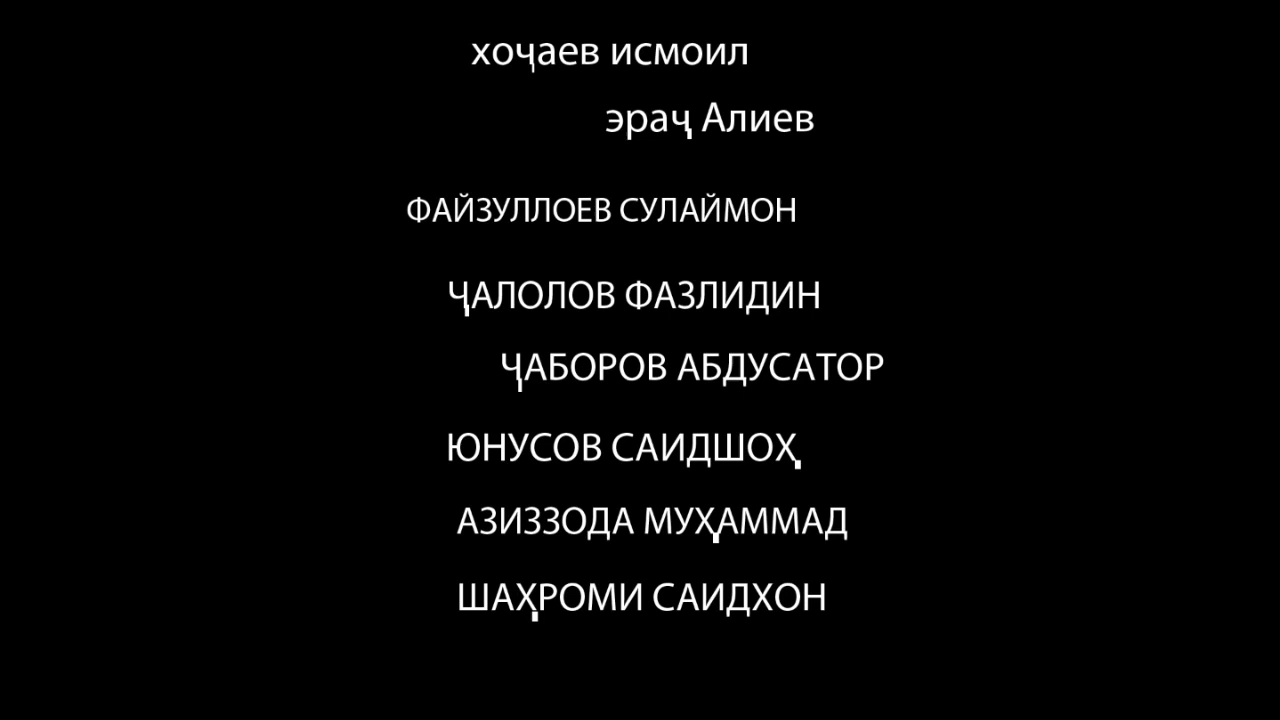 хоҷаев исмоил
эраҷ Алиев
ФАЙЗУЛЛОЕВ СУЛАЙМОН
ҶАЛОЛОВ ФАЗЛИДИН
ҶАБОРОВ АБДУСАТОР
ЮНУСОВ САИДШОҲ
АЗИЗЗОДА МУҲАММАД
ШАҲРОМИ САИДХОН